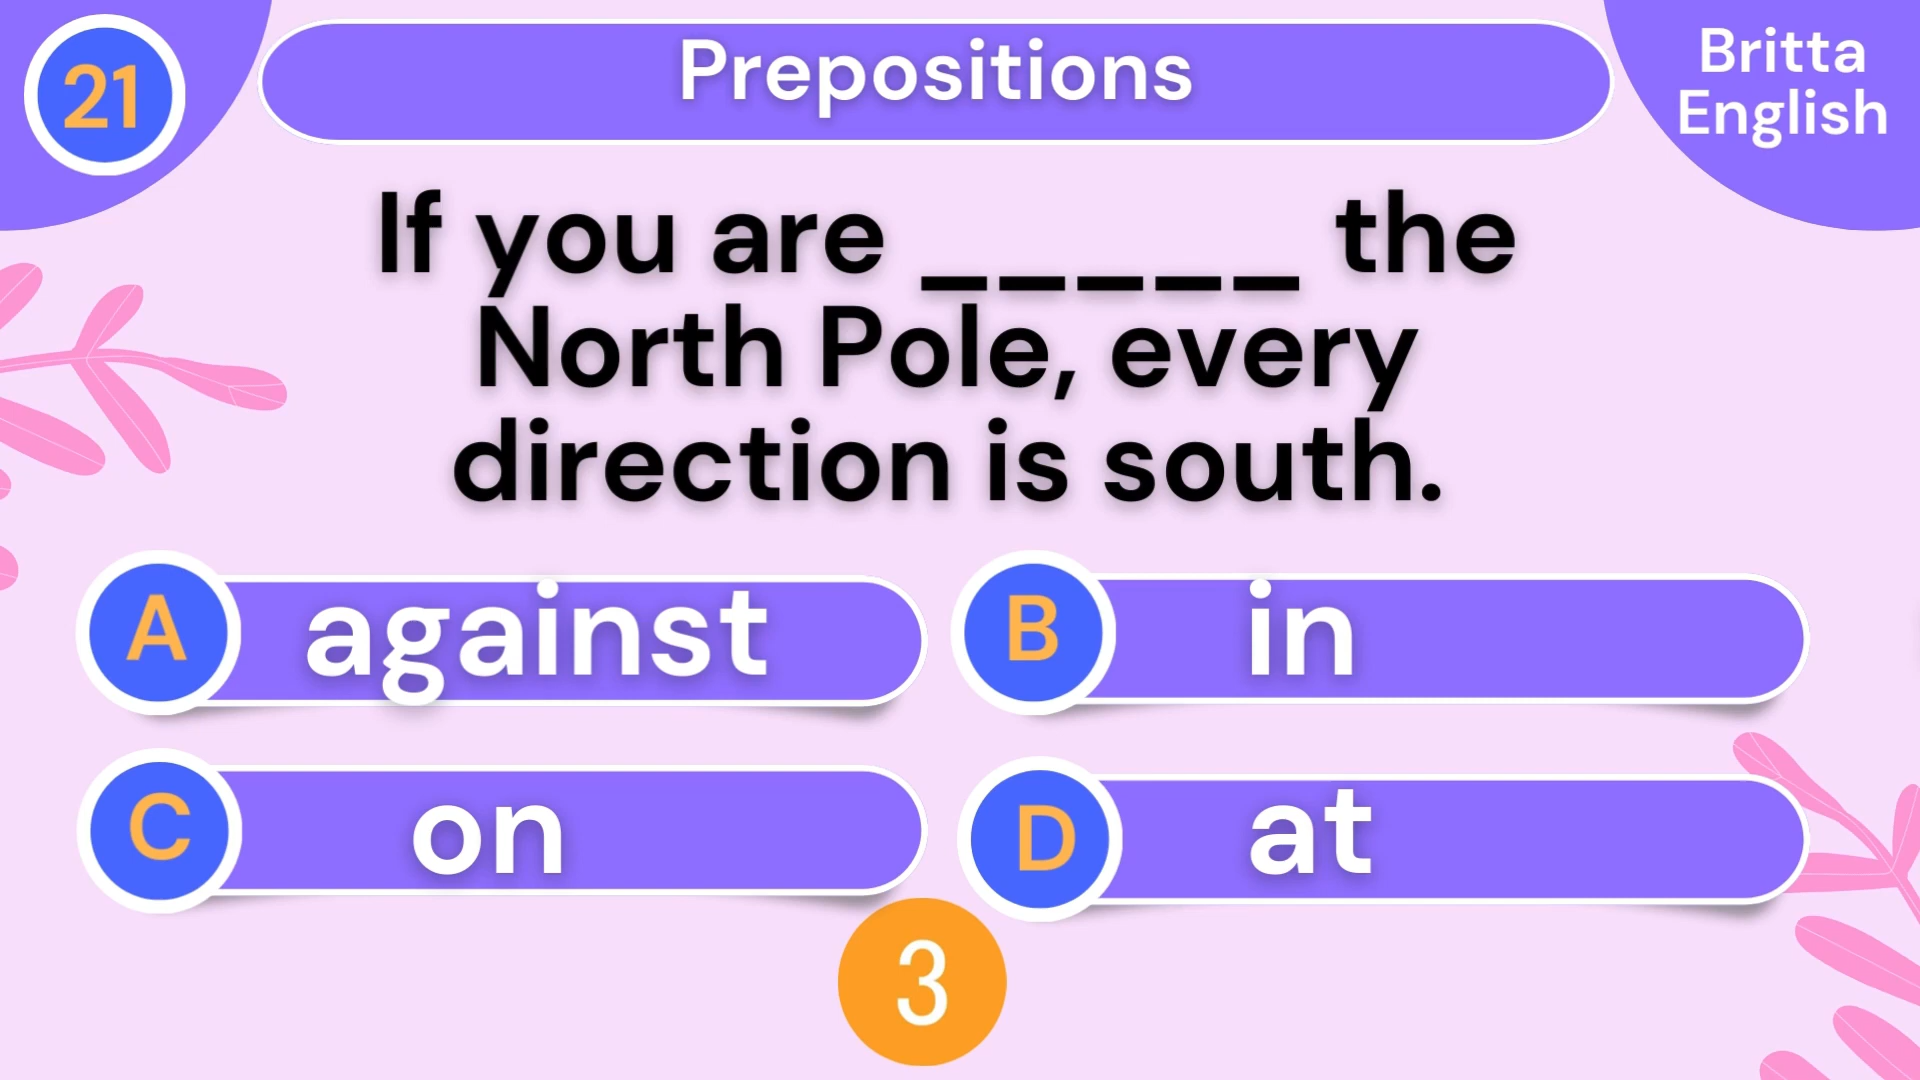 21
Prepositions
Britta
English
If you are _____ the
North Pole, every
direction is south.
A against
B in
C on
D at
3